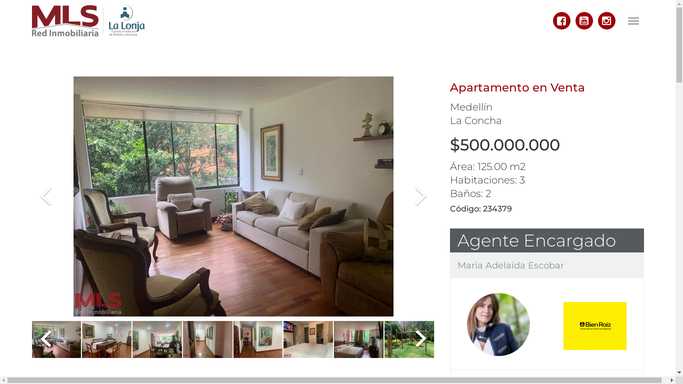 MLS
Red Inmobiliaria
La Lonja
Apartamento en Venta
Medellín
La Concha
$500.000.000
Área: 125.00 m2
Habitaciones: 3
Baños: 2
Código: 234379
Agente Encargado
Maria Adelaida Escobar
MLS
Red Inmobiliaria
Bien Raíz